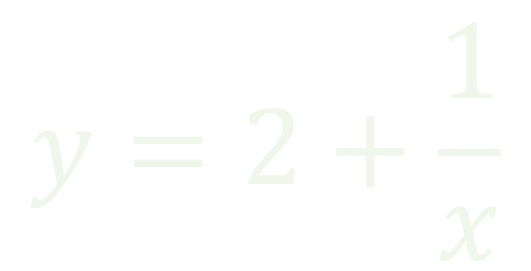 y = 2 + 1/x